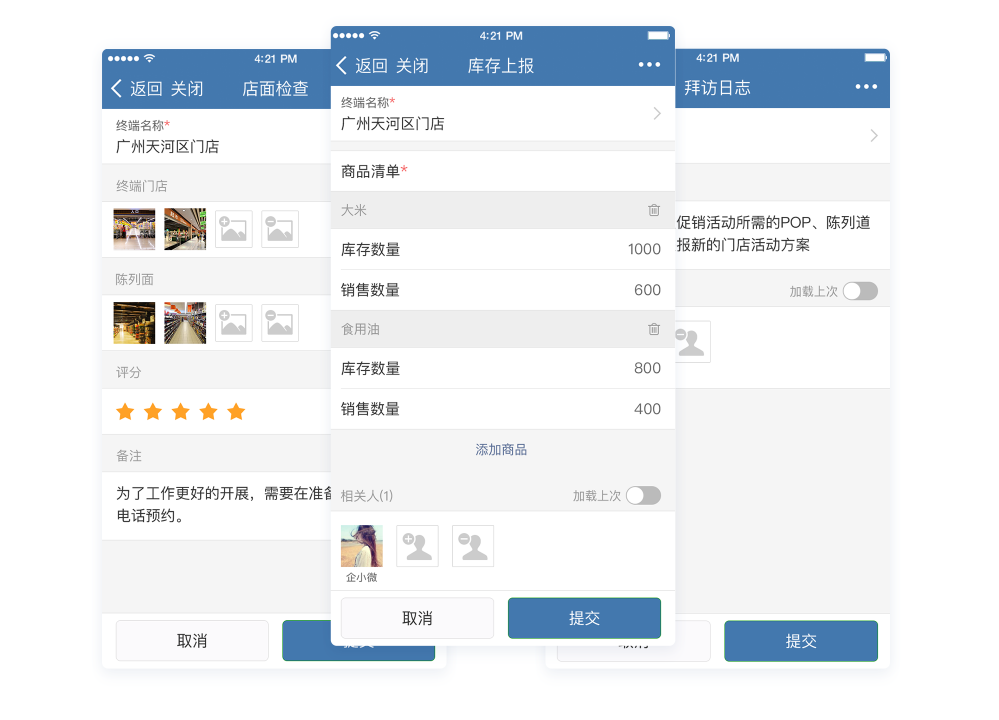 4:21 PM
返回 关闭 店面检查
终端名称*
广州天河区门店
终端门店
陈列面
评分
备注
为了工作更好的开展，需要在准备
电话预约。
取消
提交
4:21 PM
返回 关闭 库存上报
终端名称*
广州天河区门店
商品清单*
大米
库存数量 1000
销售数量 600
食用油
库存数量 800
销售数量 400
添加商品
相关人(1) 加载上次
企小微
取消 提交
4:21 PM
拜访日志
促销活动所需的POP、陈列道
报新的门店活动方案
加载上次
取消
提交